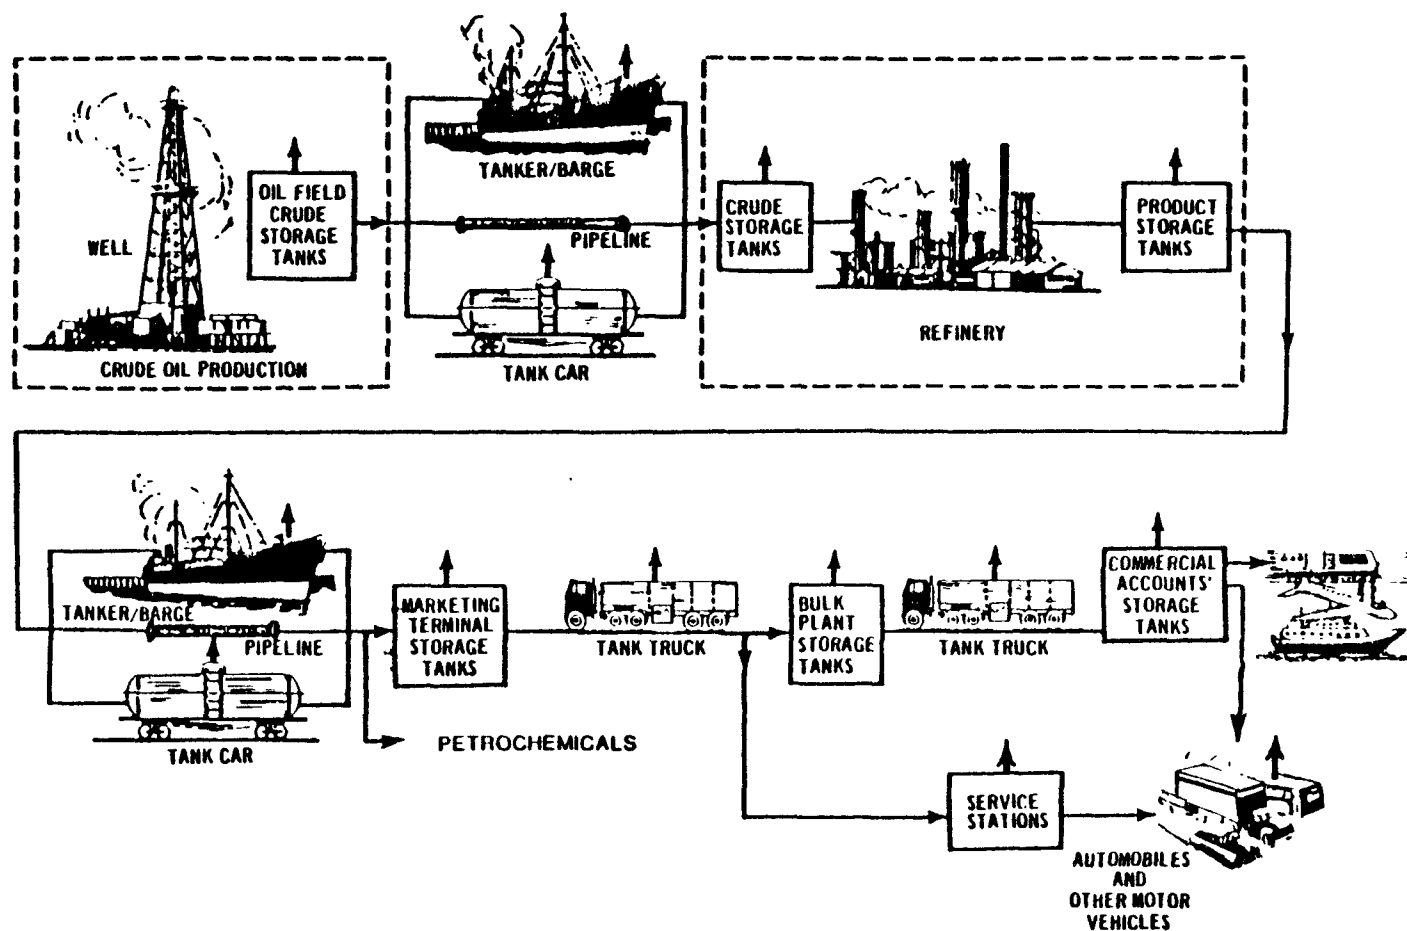 TANKER/BARGE
WELL
OIL FIELD
CRUDE
STORAGE
TANKS
PIPELINE
CRUDE
STORAGE
TANKS
PRODUCT
STORAGE
TANKS
REFINERY
CRUDE OIL PRODUCTION
TANK CAR
TANKER/BARGE
PIPELINE
TANK CAR
MARKETING
TERMINAL
STORAGE
TANKS
PETROCHEMICALS
TANK TRUCK
BULK
PLANT
STORAGE
TANKS
TANK TRUCK
COMMERCIAL
ACCOUNTS'
STORAGE
TANKS
SERVICE
STATIONS
AUTOMOBILES
AND
OTHER MOTOR
VEHICLES